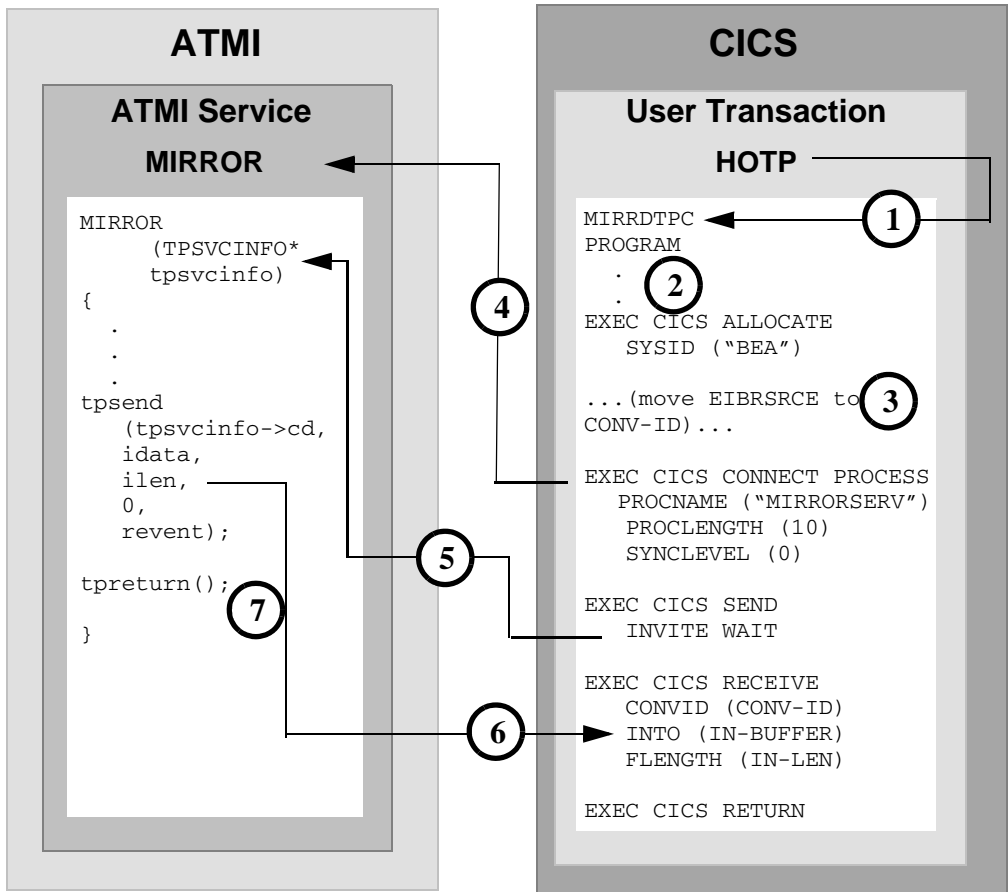 ATMI
ATMI Service
MIRROR
MIRROR
(TPSVCINFO*
tpsvcinfo)
{
.
.
.
tpsend
(tpsvcinfo->cd,
idata,
ilen,
0,
revent);
tpreturn();
7
}
4
5
6
CICS
User Transaction
HOTP
MIRRDTPC
1
PROGRAM
.
2
.
EXEC CICS ALLOCATE
SYSID (“BEA”)
...(move EIBRSRCE to
3
CONV-ID)...
EXEC CICS CONNECT PROCESS
PROCNAME (“MIRRORSERV”)
PROCLENGTH (10)
SYNCLEVEL (0)
EXEC CICS SEND
INVITE WAIT
EXEC CICS RECEIVE
CONVID (CONV-ID)
INTO (IN-BUFFER)
FLENGTH (IN-LEN)
EXEC CICS RETURN